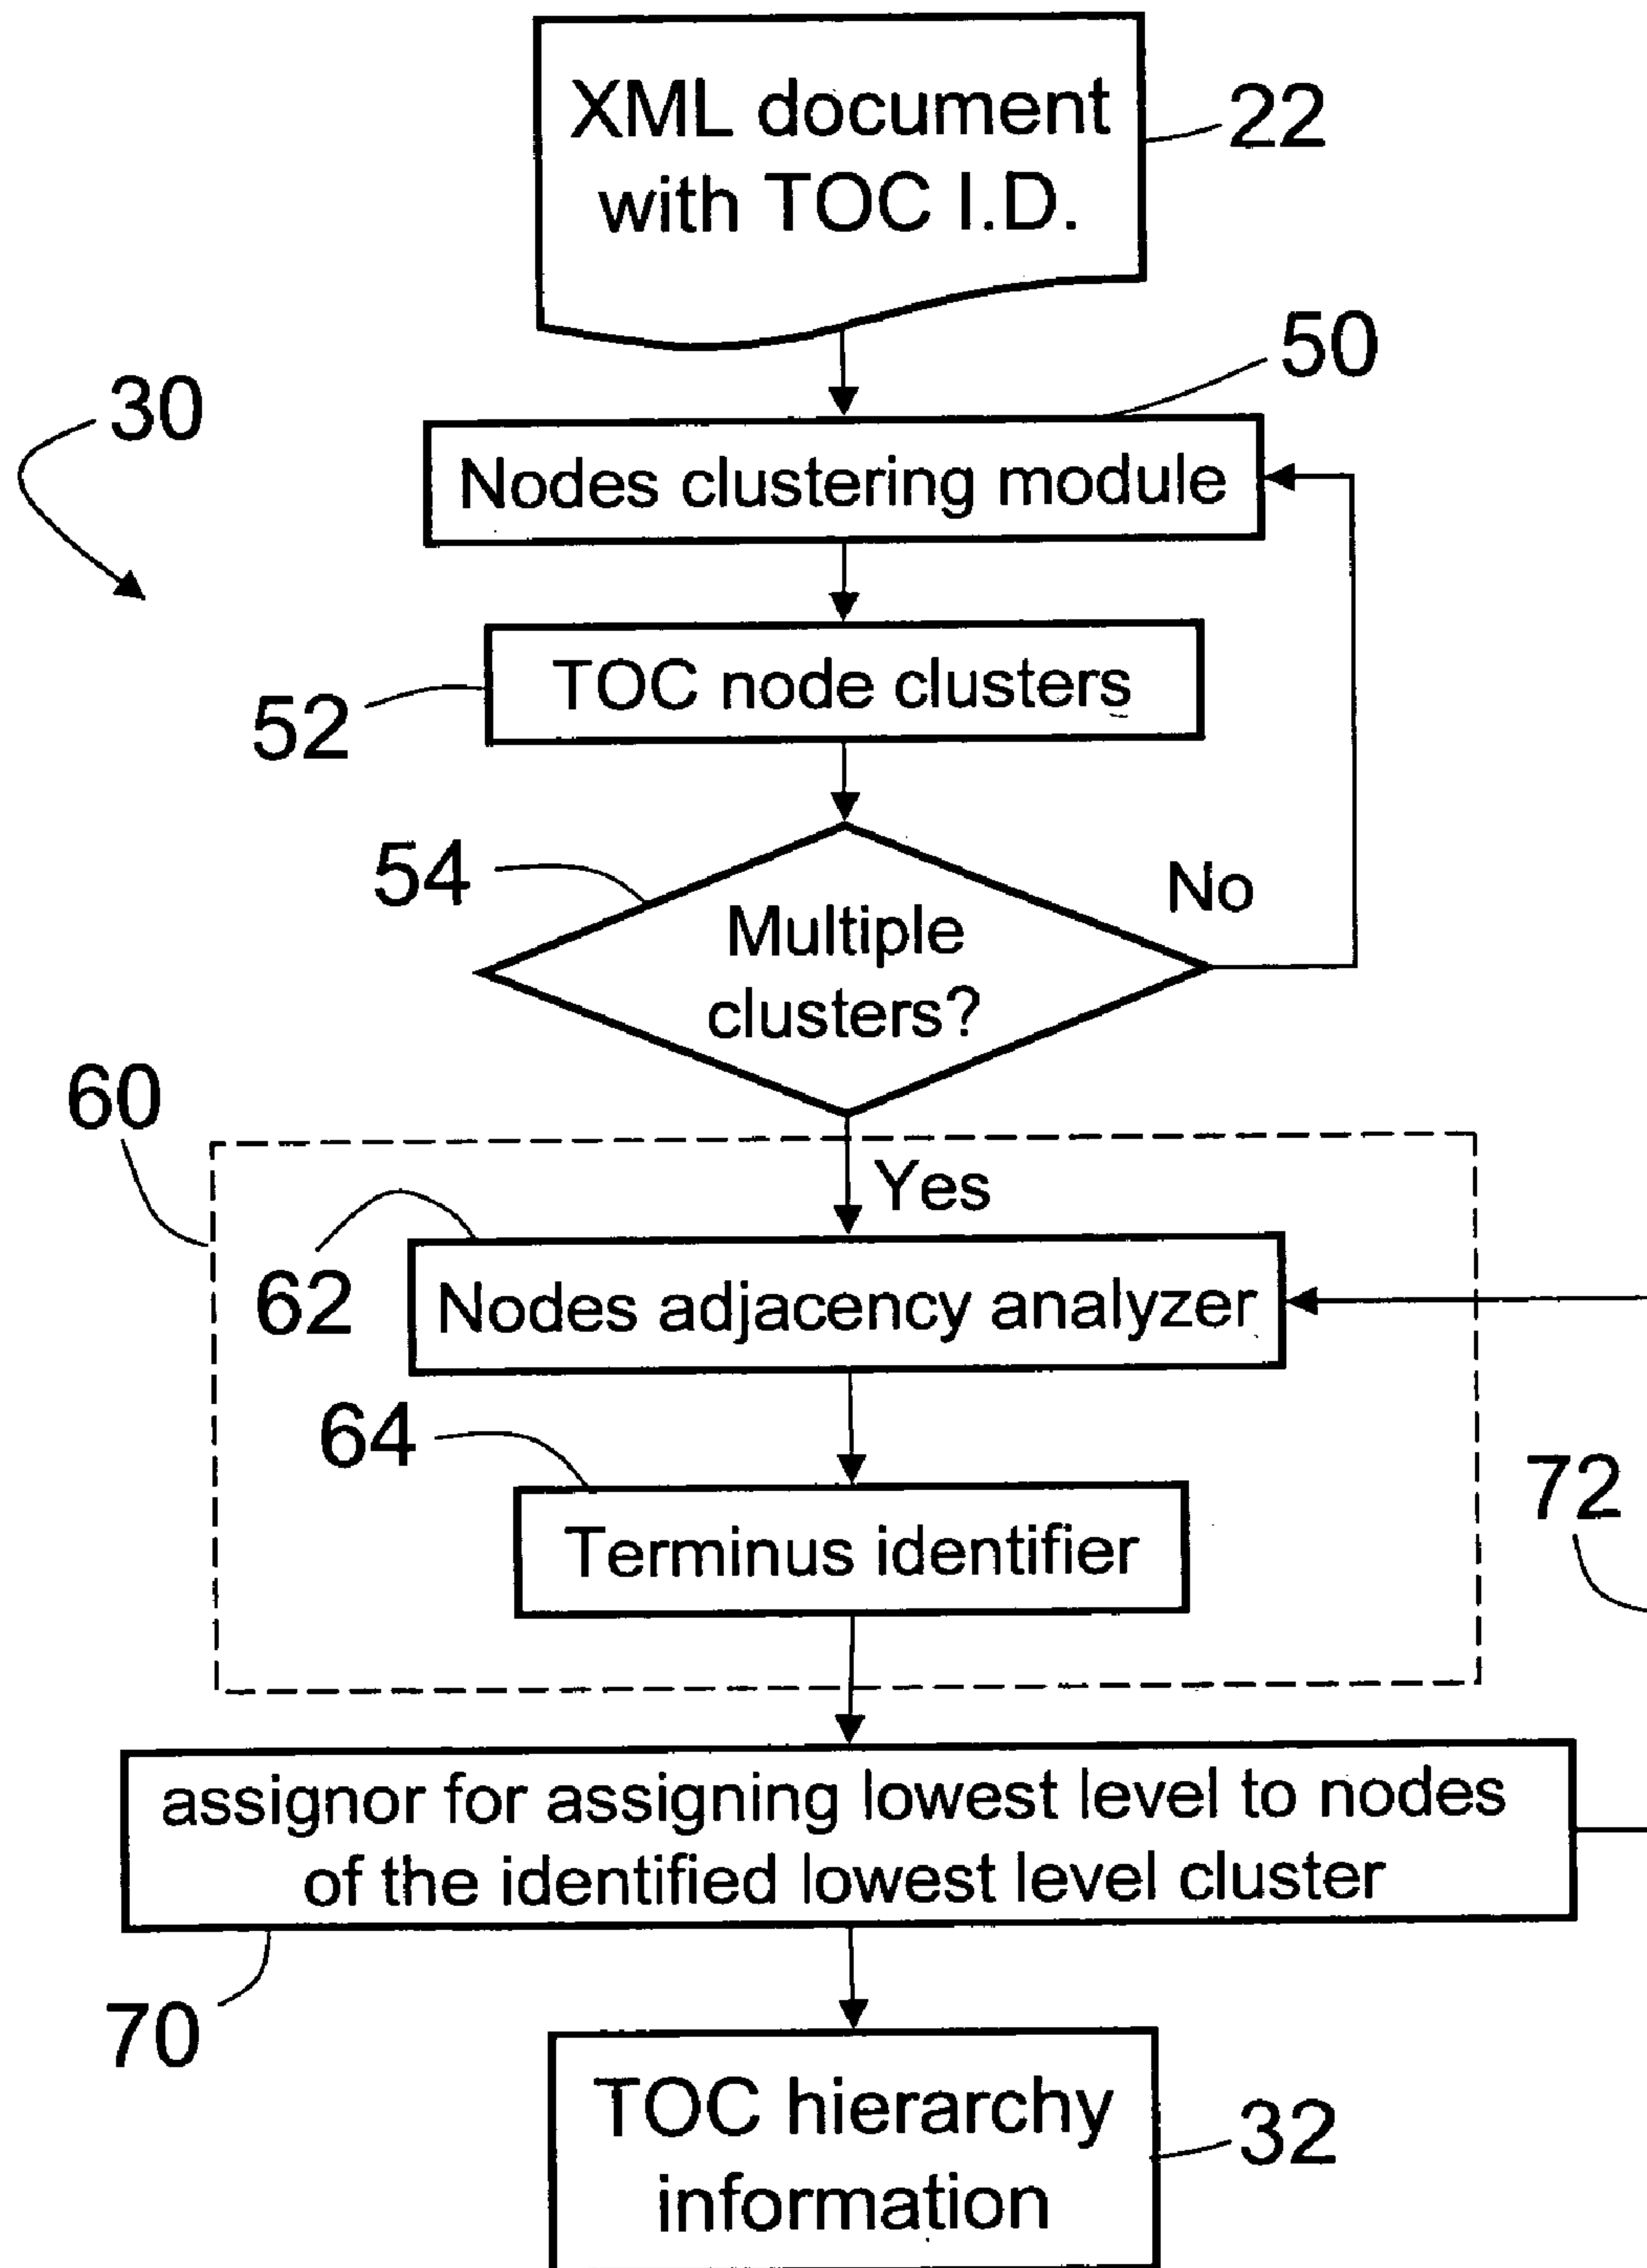 XML document
with TOC I.D.
22
50
30
Nodes clustering module
TOC node clusters
52
54
No
Multiple
clusters?
60
Yes
62
Nodes adjacency analyzer
64
72
Terminus identifier
assignor for assigning lowest level to nodes
of the identified lowest level cluster
70
TOC hierarchy
information
32